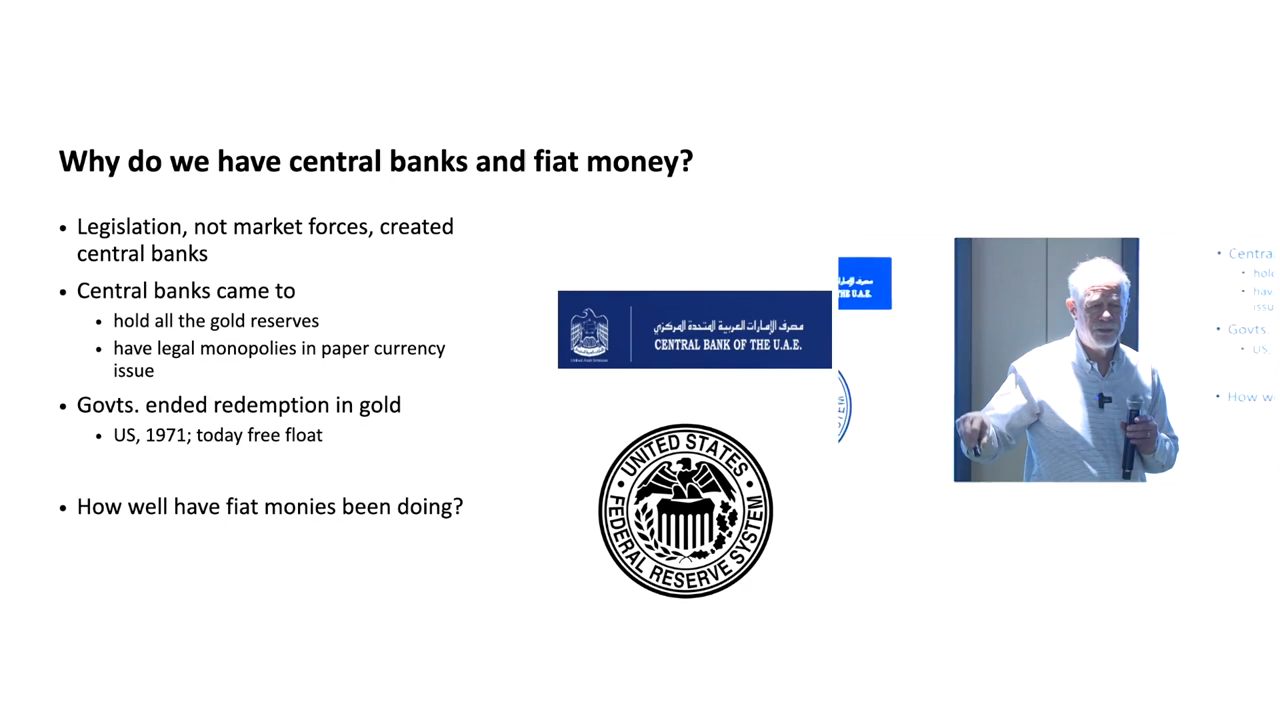 Why do we have central banks and fiat money?
• Legislation, not market forces, created
central banks
• Central banks came to
• hold all the gold reserves
• have legal monopolies in paper currency
issue
• Govts. ended redemption in gold
• US, 1971; today free float
• How well have fiat monies been doing?
مصرف الإمارات العربية المتحدة المركزي
CENTRAL BANK OF THE U.A.E.
UNITED STATES
FEDERAL RESERVE SYSTEM
THE U.A.E.
• Centra
• hol
• hav
issu
• Govts.
• US,
• How we